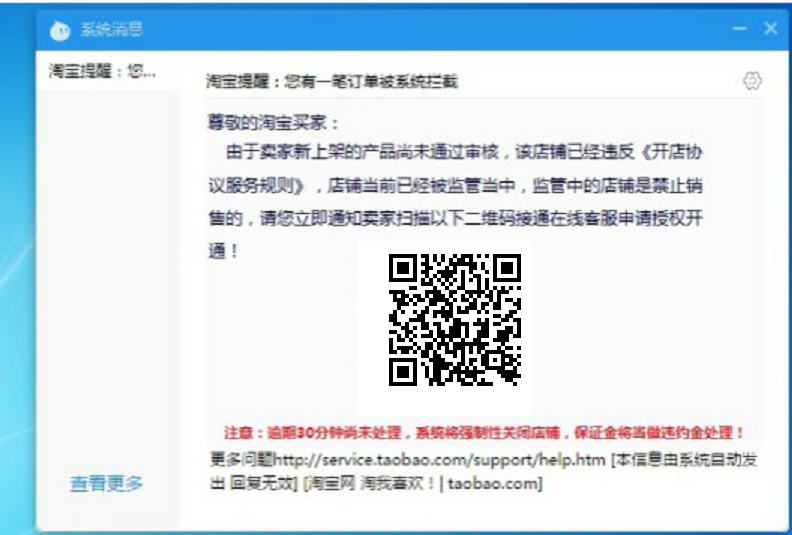 系统消息
淘宝提醒：您...
淘宝提醒：您有一笔订单被系统拦截
尊敬的淘宝买家：
由于卖家新上架的产品尚未通过审核，该店铺已经违反《开店协
议服务规则》，店铺当前已经被监管当中，监管中的店铺是禁止销
售的，请您立即通知卖家扫描以下二维码接通在线客服申请授权开
通！
注意：逾期30分钟尚未处理，系统将强制性关闭店铺，保证金将当做违约金处理！
更多问题http://service.taobao.com/support/help.htm [本信息由系统自动发
出 回复无效] [淘宝网 淘我喜欢！| taobao.com]
查看更多